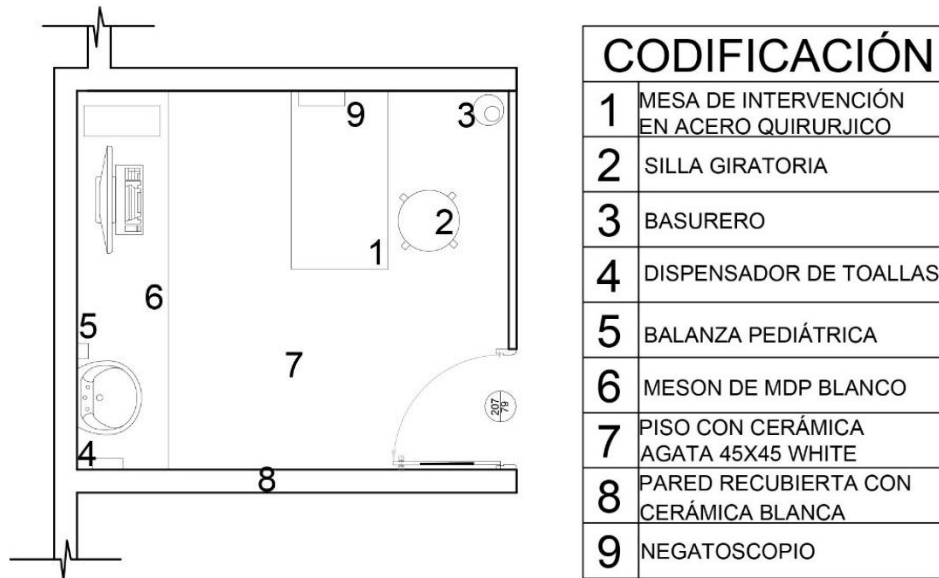 CODIFICACIÓN
1 MESA DE INTERVENCIÓN
EN ACERO QUIRURJICO
2 SILLA GIRATORIA
3 BASURERO
4 DISPENSADOR DE TOALLAS
5 BALANZA PEDIÁTRICA
6 MESON DE MDP BLANCO
7 PISO CON CERÁMICA
AGATA 45X45 WHITE
8 PARED RECUBIERTA CON
CERÁMICA BLANCA
9 NEGATOSCOPIO
9
3
2
1
6
5
7
207
79
4
8